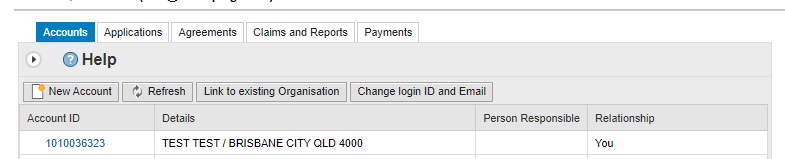 Accounts Applications Agreements Claims and Reports Payments
Help
New Account Refresh Link to existing Organisation Change login ID and Email
Account ID Details Person Responsible Relationship
1010036323 TEST TEST / BRISBANE CITY QLD 4000 You